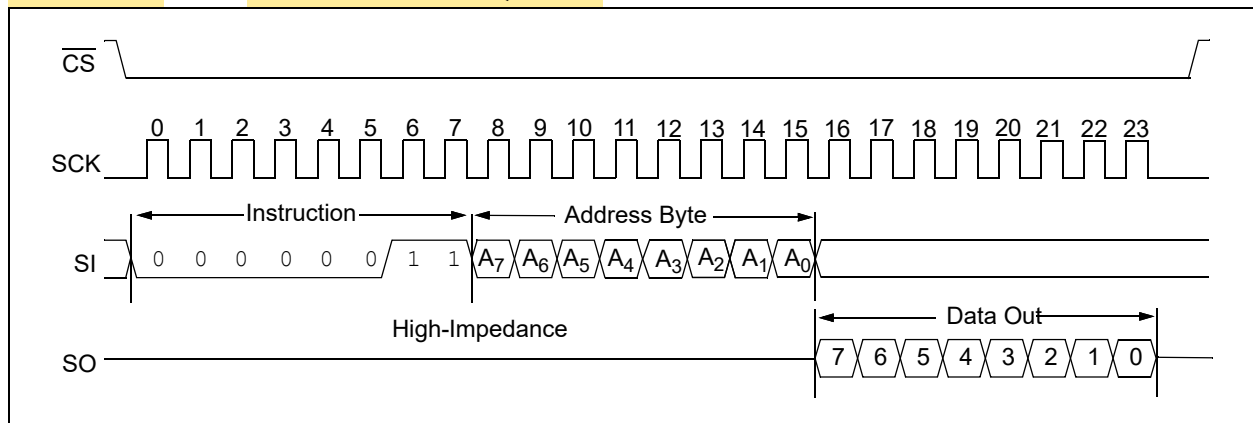 CS
0 1 2 3 4 5 6 7 8 9 10 11 12 13 14 15 16 17 18 19 20 21 22 23
SCK
Instruction Address Byte
SI 0 0 0 0 0 0 1 1 A7 A6 A5 A4 A3 A2 A1 A0
High-Impedance Data Out
SO 7 6 5 4 3 2 1 0